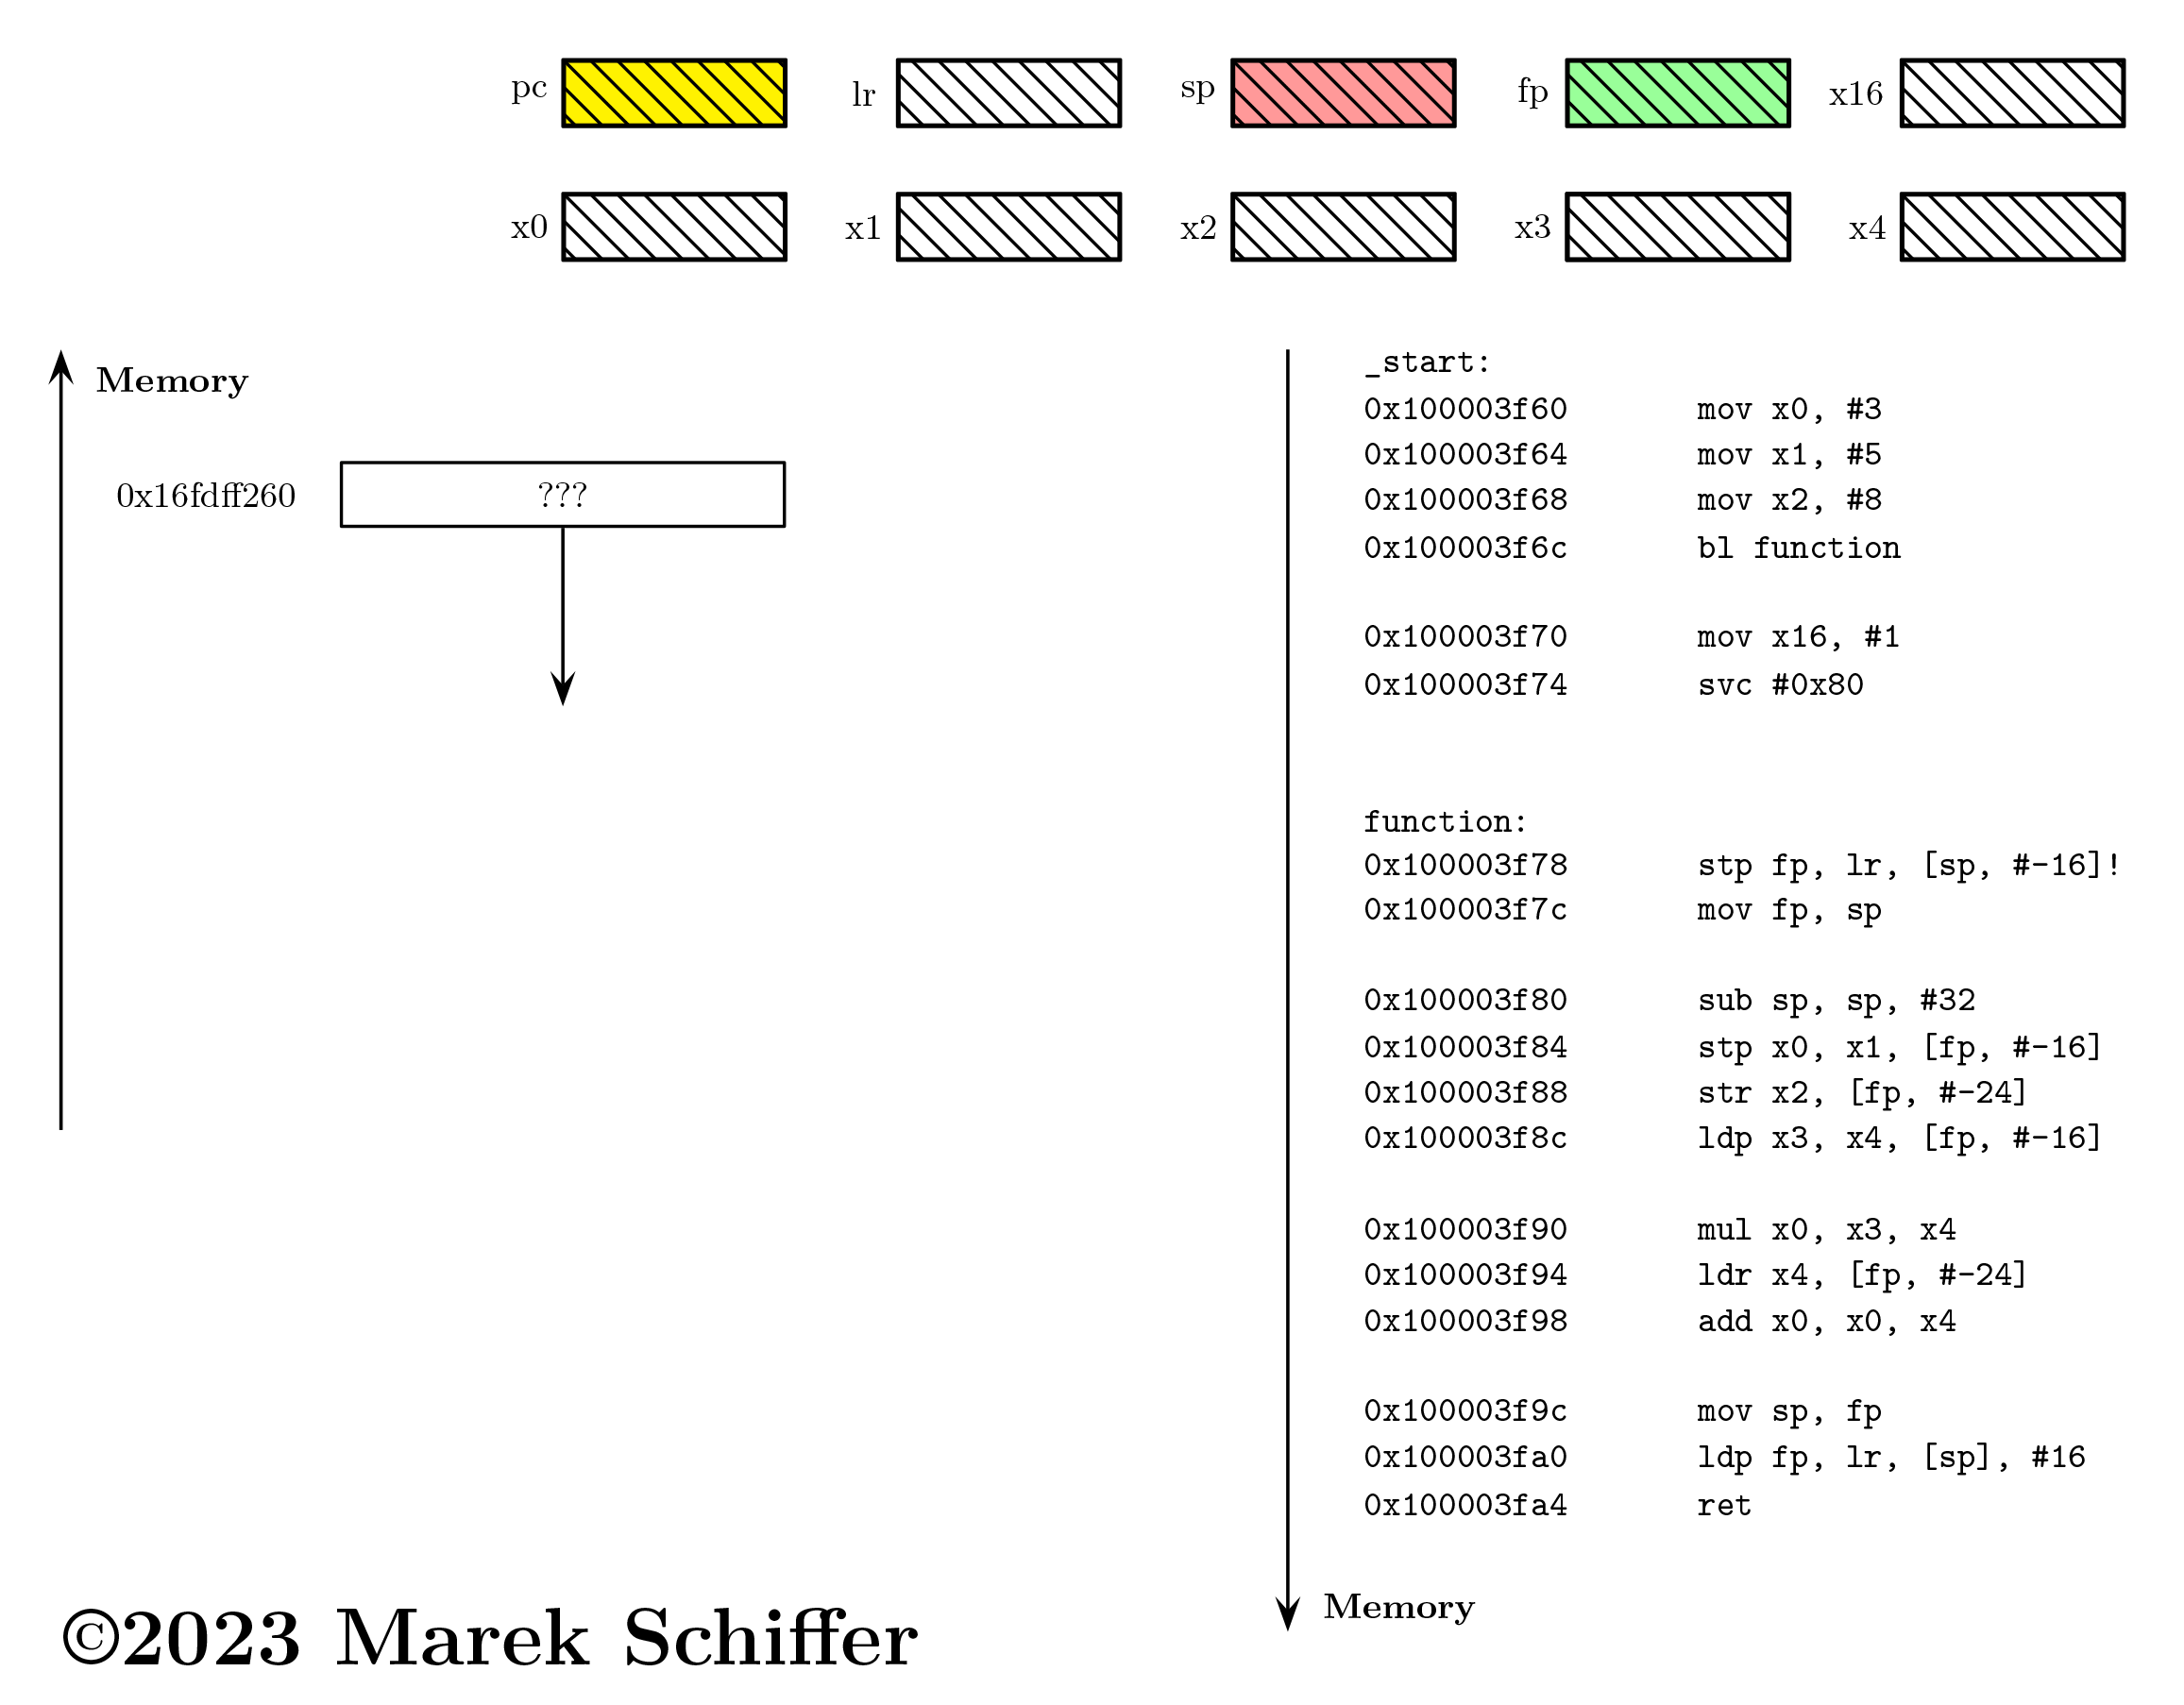 pc lr sp fp x16
x0 x1 x2 x3 x4
Memory
0x16fdff260 ???
_start:
0x100003f60 mov x0, #3
0x100003f64 mov x1, #5
0x100003f68 mov x2, #8
0x100003f6c bl function
0x100003f70 mov x16, #1
0x100003f74 svc #0x80
function:
0x100003f78 stp fp, lr, [sp, #-16]!
0x100003f7c mov fp, sp
0x100003f80 sub sp, sp, #32
0x100003f84 stp x0, x1, [fp, #-16]
0x100003f88 str x2, [fp, #-24]
0x100003f8c ldp x3, x4, [fp, #-16]
0x100003f90 mul x0, x3, x4
0x100003f94 ldr x4, [fp, #-24]
0x100003f98 add x0, x0, x4
0x100003f9c mov sp, fp
0x100003fa0 ldp fp, lr, [sp], #16
0x100003fa4 ret
Memory
©2023 Marek Schiffer